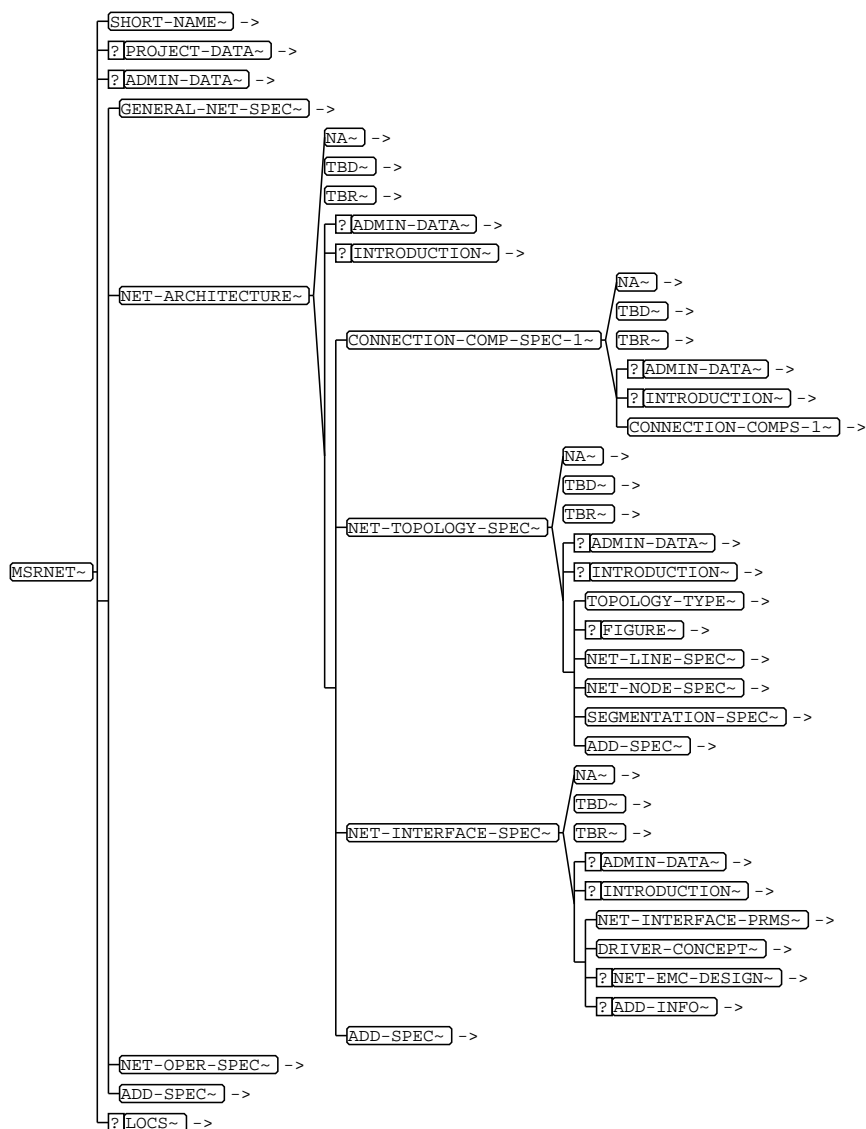 SHORT-NAME~ ->
? PROJECT-DATA~ ->
? ADMIN-DATA~ ->
GENERAL-NET-SPEC~ ->
NA~ ->
TBD~ ->
TBR~ ->
? ADMIN-DATA~ ->
? INTRODUCTION~ ->
NA~ ->
NET-ARCHITECTURE~
TBD~ ->
CONNECTION-COMP-SPEC-1~ TBR~ ->
? ADMIN-DATA~ ->
? INTRODUCTION~ ->
CONNECTION-COMPS-1~ ->
NA~ ->
TBD~ ->
TBR~ ->
NET-TOPOLOGY-SPEC~
? ADMIN-DATA~ ->
MSRNET~ ? INTRODUCTION~ ->
TOPOLOGY-TYPE~ ->
? FIGURE~ ->
NET-LINE-SPEC~ ->
NET-NODE-SPEC~ ->
SEGMENTATION-SPEC~ ->
ADD-SPEC~ ->
NA~ ->
TBD~ ->
NET-INTERFACE-SPEC~ TBR~ ->
? ADMIN-DATA~ ->
? INTRODUCTION~ ->
NET-INTERFACE-PRMS~ ->
DRIVER-CONCEPT~ ->
? NET-EMC-DESIGN~ ->
? ADD-INFO~ ->
ADD-SPEC~ ->
NET-OPER-SPEC~ ->
ADD-SPEC~ ->
? LOCS~ ->